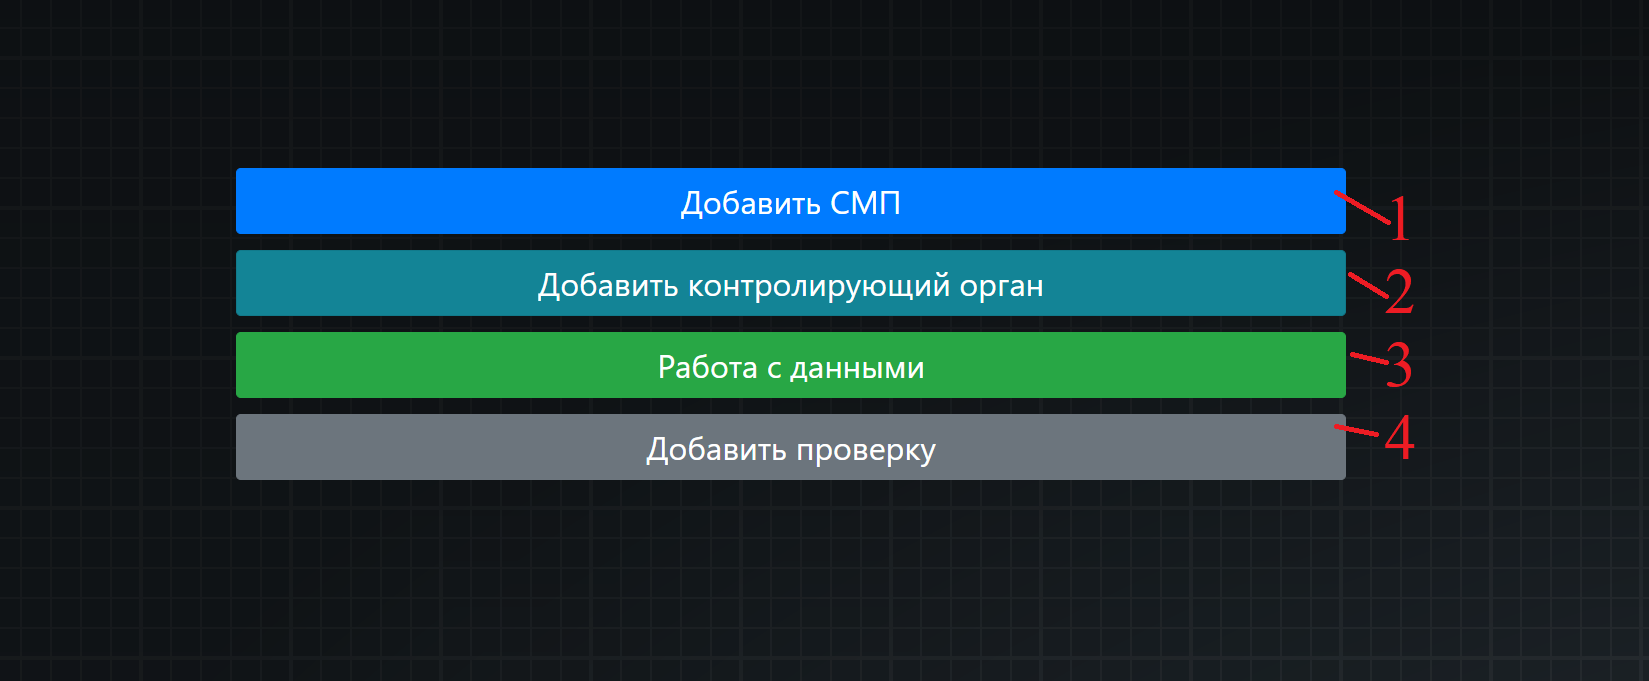 Добавить СМП
1
Добавить контролирующий орган
2
Работа с данными
3
Добавить проверку
4